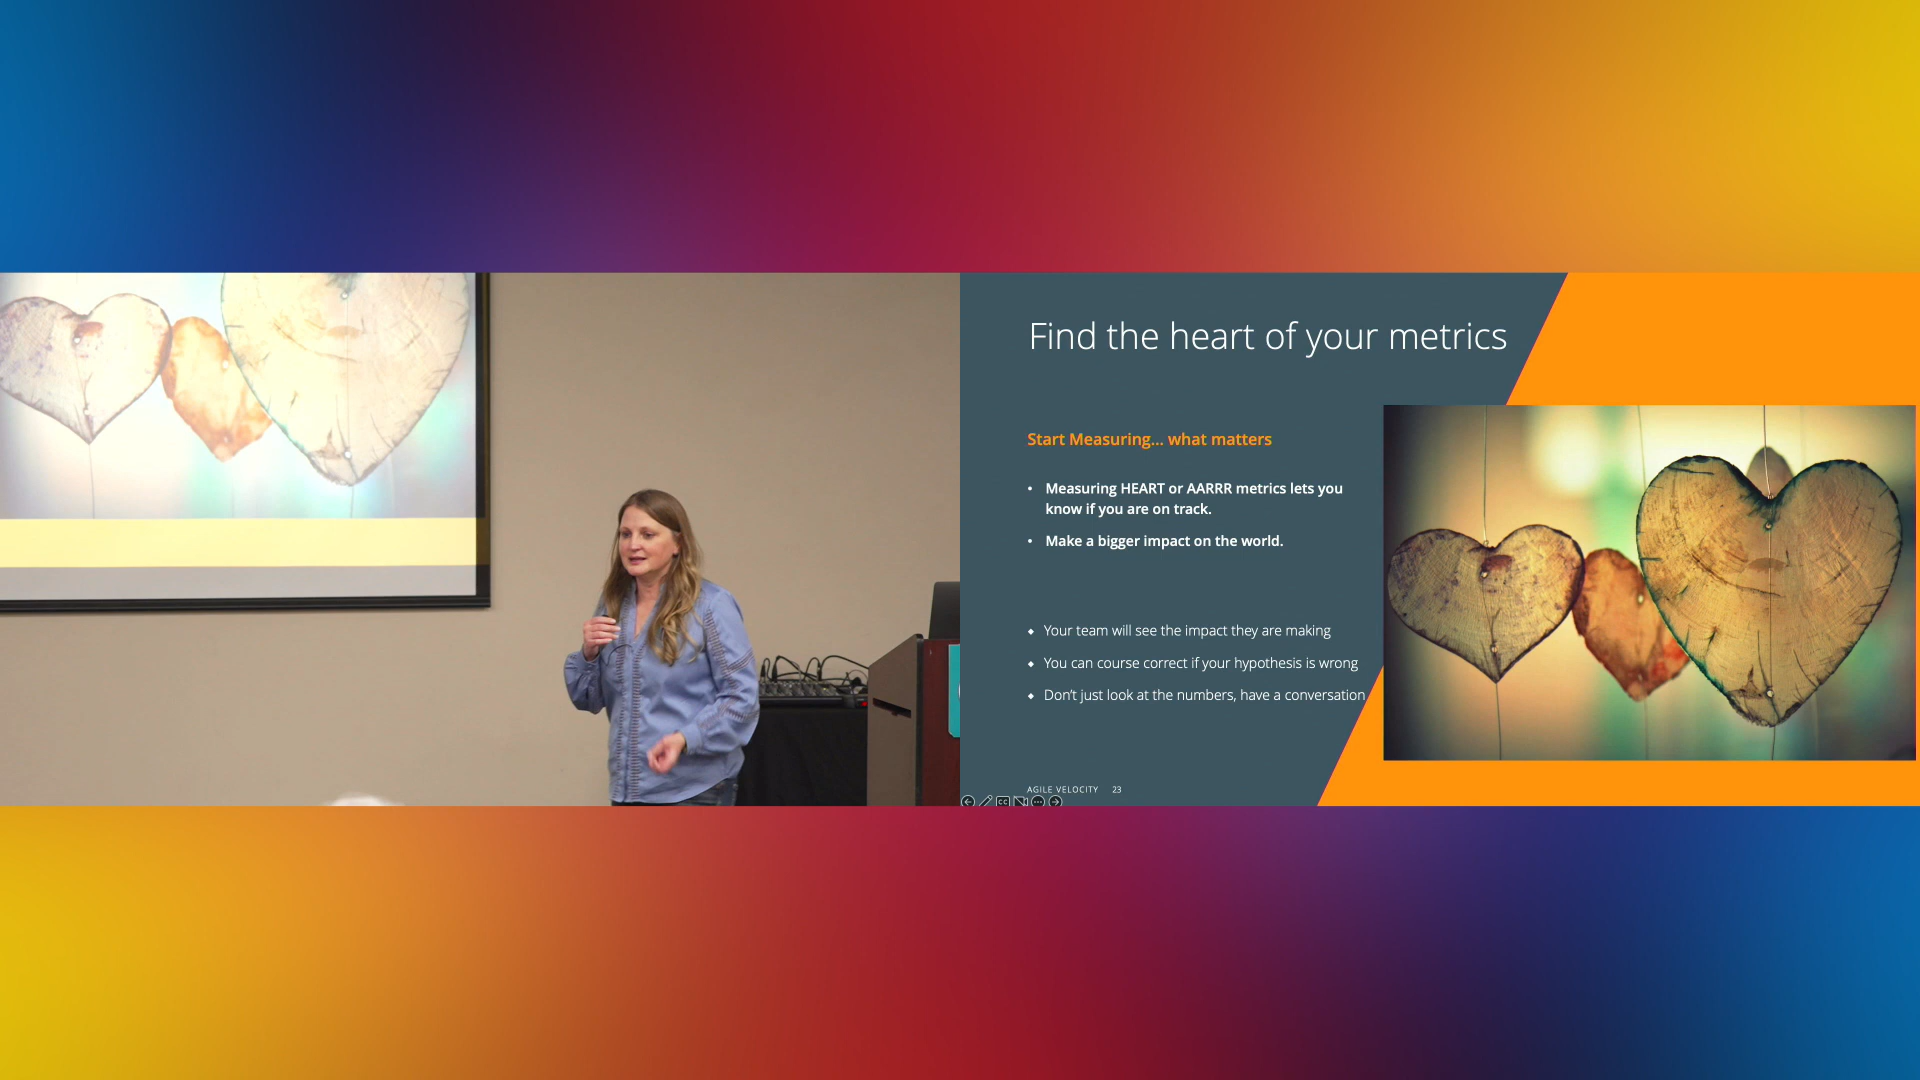 Find the heart of your metrics
Start Measuring... what matters
• Measuring HEART or AARRR metrics lets you
know if you are on track.
• Make a bigger impact on the world.
◆ Your team will see the impact they are making
◆ You can course correct if your hypothesis is wrong
◆ Don't just look at the numbers, have a conversation
AGILE VELOCITY 23
CC